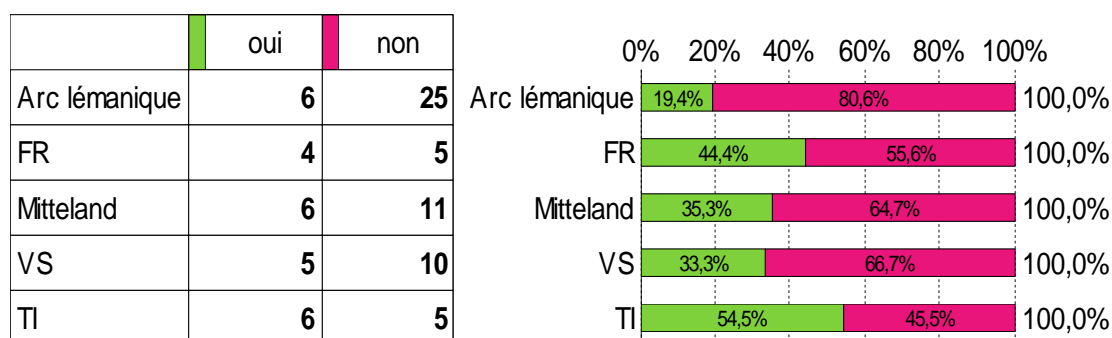 oui non
Arc lémanique 6 25
FR 4 5
Mitteland 6 11
VS 5 10
TI 6 5
0% 20% 40% 60% 80% 100%
Arc lémanique 19,4% 80,6% 100,0%
FR 44,4% 55,6% 100,0%
Mitteland 35,3% 64,7% 100,0%
VS 33,3% 66,7% 100,0%
TI 54,5% 45,5% 100,0%